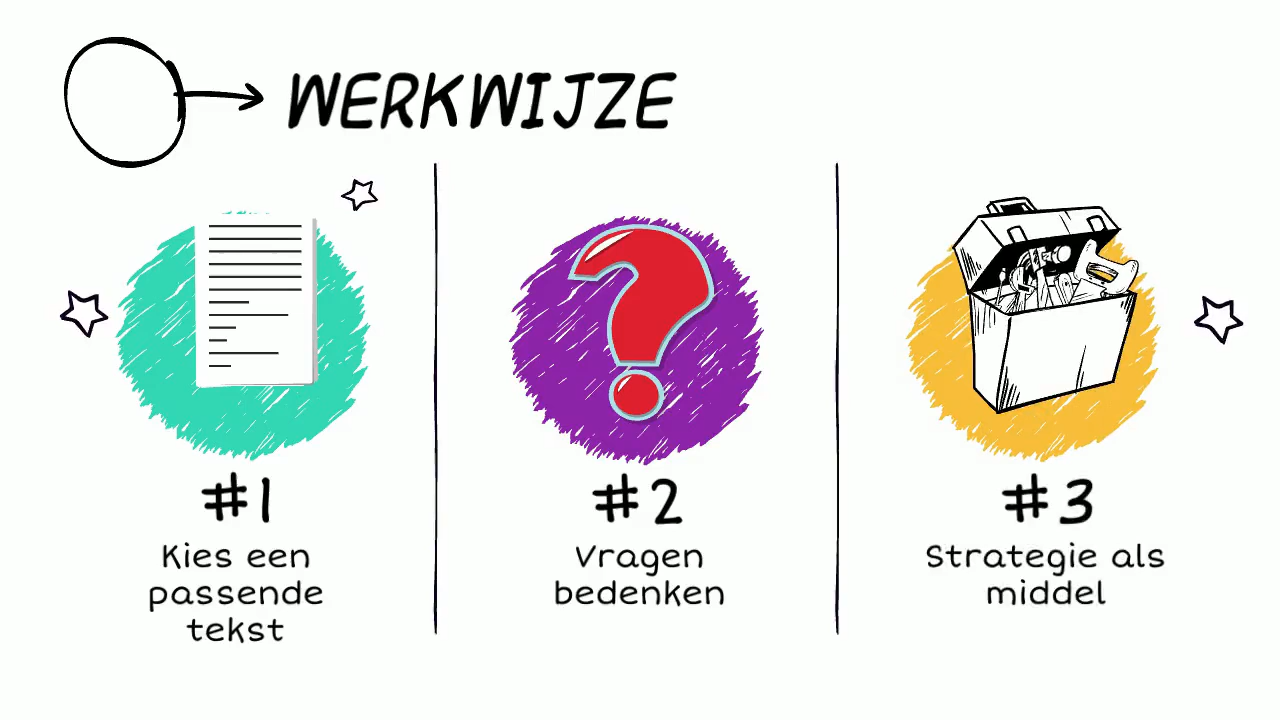 WERKWIJZE
#1
Kies een
passende
tekst
#2
Vragen
bedenken
#3
Strategie als
middel